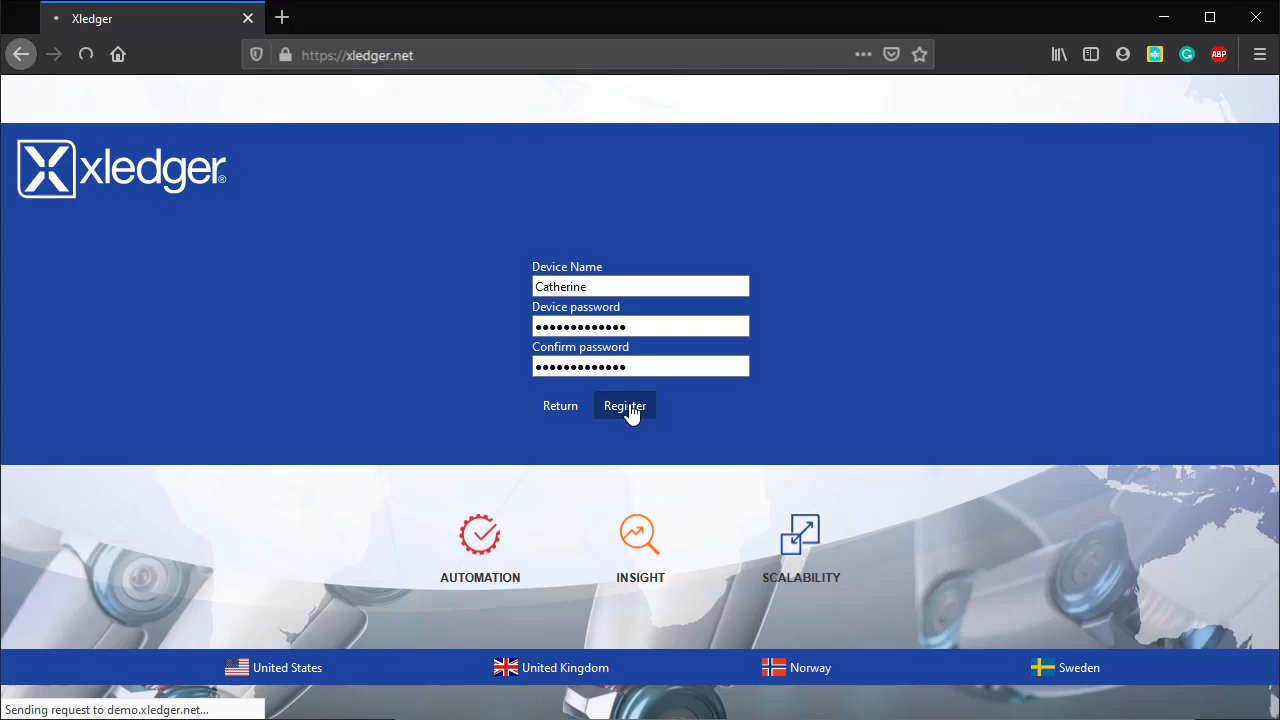 Xledger
https://xledger.net
ABP
xledger®
Device Name
Catherine
Device password
•••••••••••••
Confirm password
•••••••••••••
Return Register
AUTOMATION INSIGHT SCALABILITY
United States United Kingdom Norway Sweden
Sending request to demo.xledger.net...